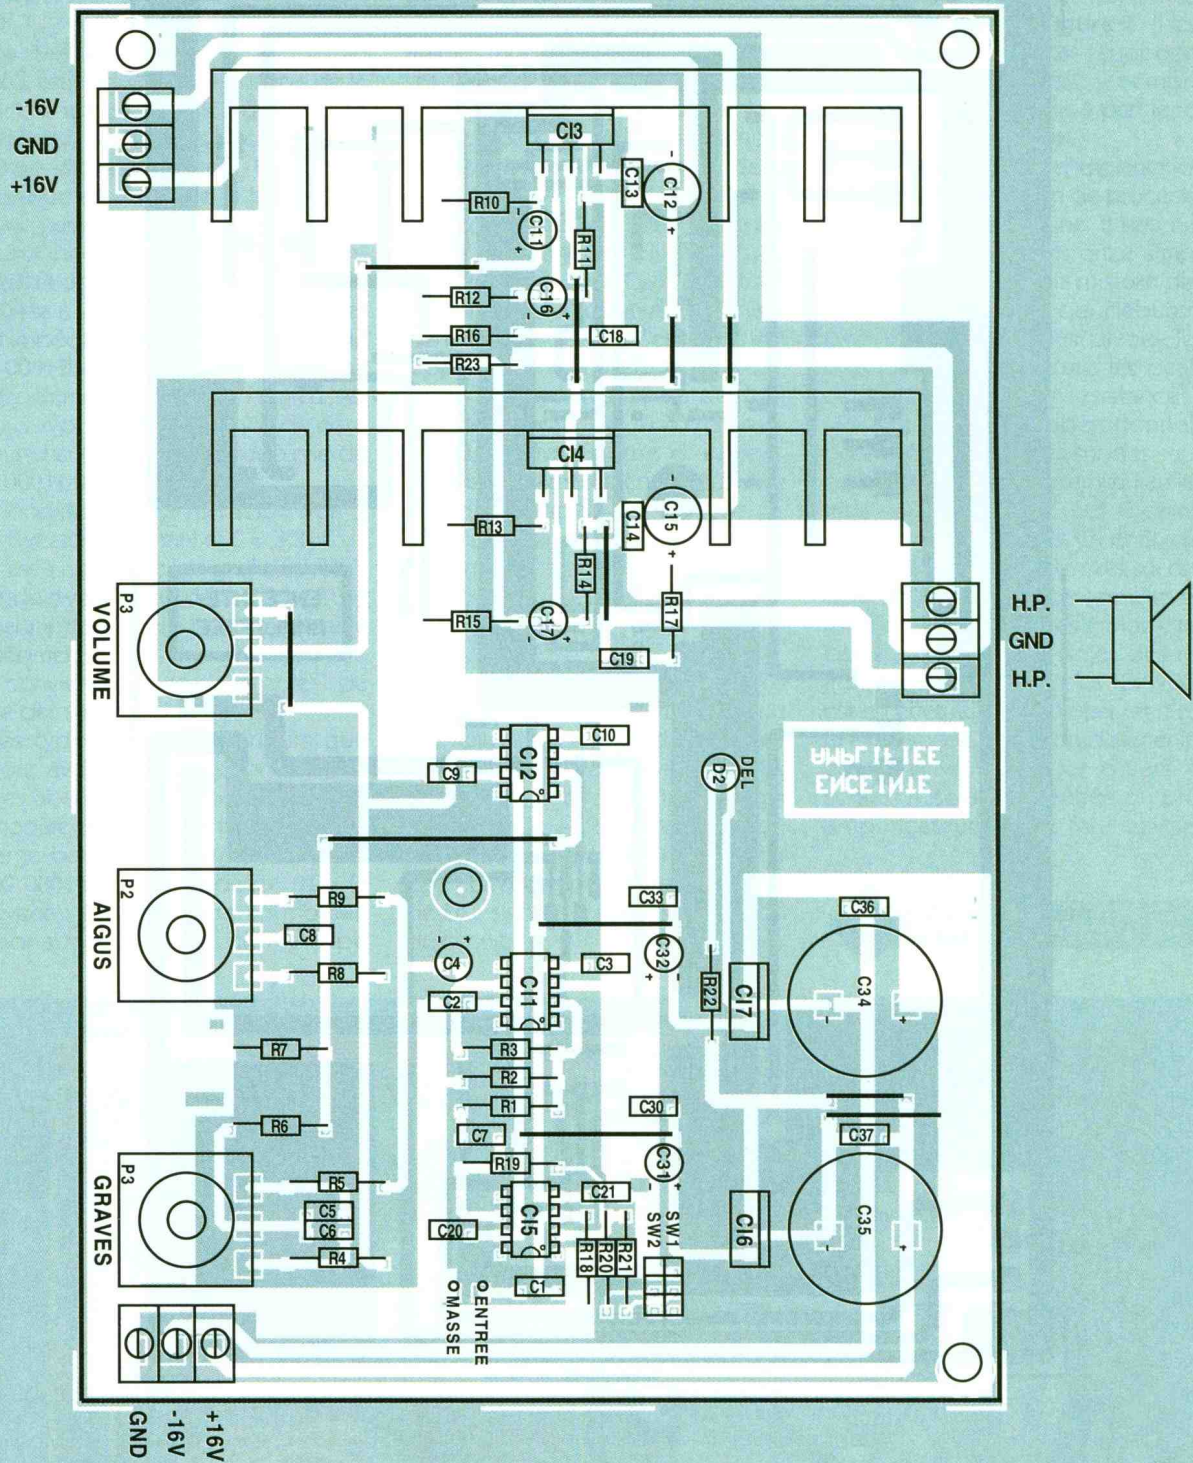 -16V
GND
+16V
CI3
C13
C12
-
+
R10
-
C11
+
R11
R12
C16
-
+
R16
C18
R23
CI4
R13
C14
C15
-
+
R14
R17
R15
C17
-
+
C19
H.P.
GND
H.P.
P3
VOLUME
CI2
C10
C9
D2
DEL
ENCEINTE
AMPLIFIEE
P2
AIGUS
R9
C8
R8
C33
C32
+
-
C36
C34
-
+
C4
-
+
CI1
C3
C2
R22
CI7
R7
R3
R2
R1
R6
C30
C7
C37
R19
C31
-
+
P3
GRAVES
R5
C5
C6
R4
CI5
C21
C20
SW1
SW2
CI6
C35
-
+
R18
R20
R21
C1
ENTREE
MASSE
GND
-16V
+16V